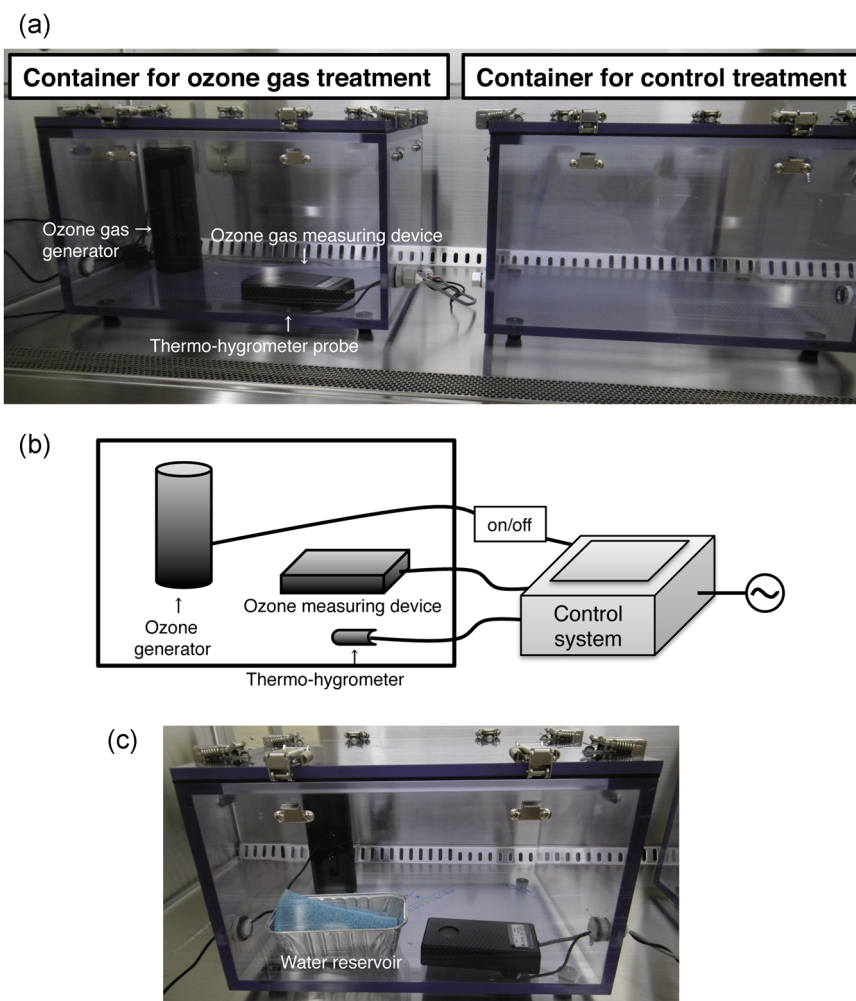 (a)
Container for ozone gas treatment
Container for control treatment
Ozone gas →
generator
Ozone gas measuring device
↓
↑
Thermo-hygrometer probe
(b)
on/off
Control
system
↑
Ozone
generator
Ozone measuring device
↑
Thermo-hygrometer
(c)
Water reservoir